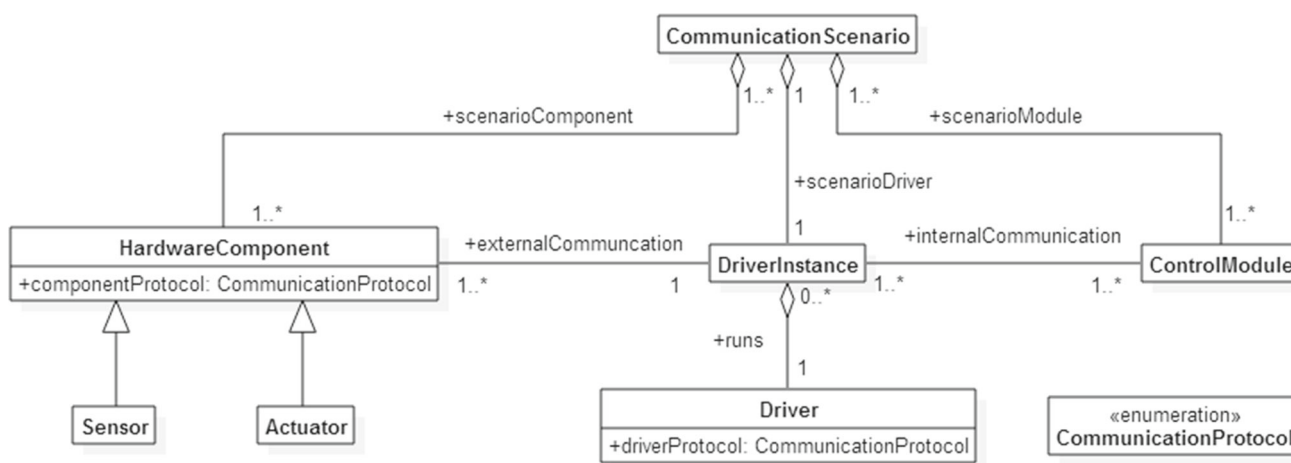 CommunicationScenario
1..*
1
1..*
+scenarioComponent
+scenarioModule
+scenarioDriver
1..*
1
1..*
HardwareComponent
+componentProtocol: CommunicationProtocol
+externalCommuncation
1..*
1
DriverInstance
+internalCommunication
1..*
1..*
ControlModule
0..*
+runs
1
Sensor
Actuator
Driver
+driverProtocol: CommunicationProtocol
«enumeration»
CommunicationProtocol